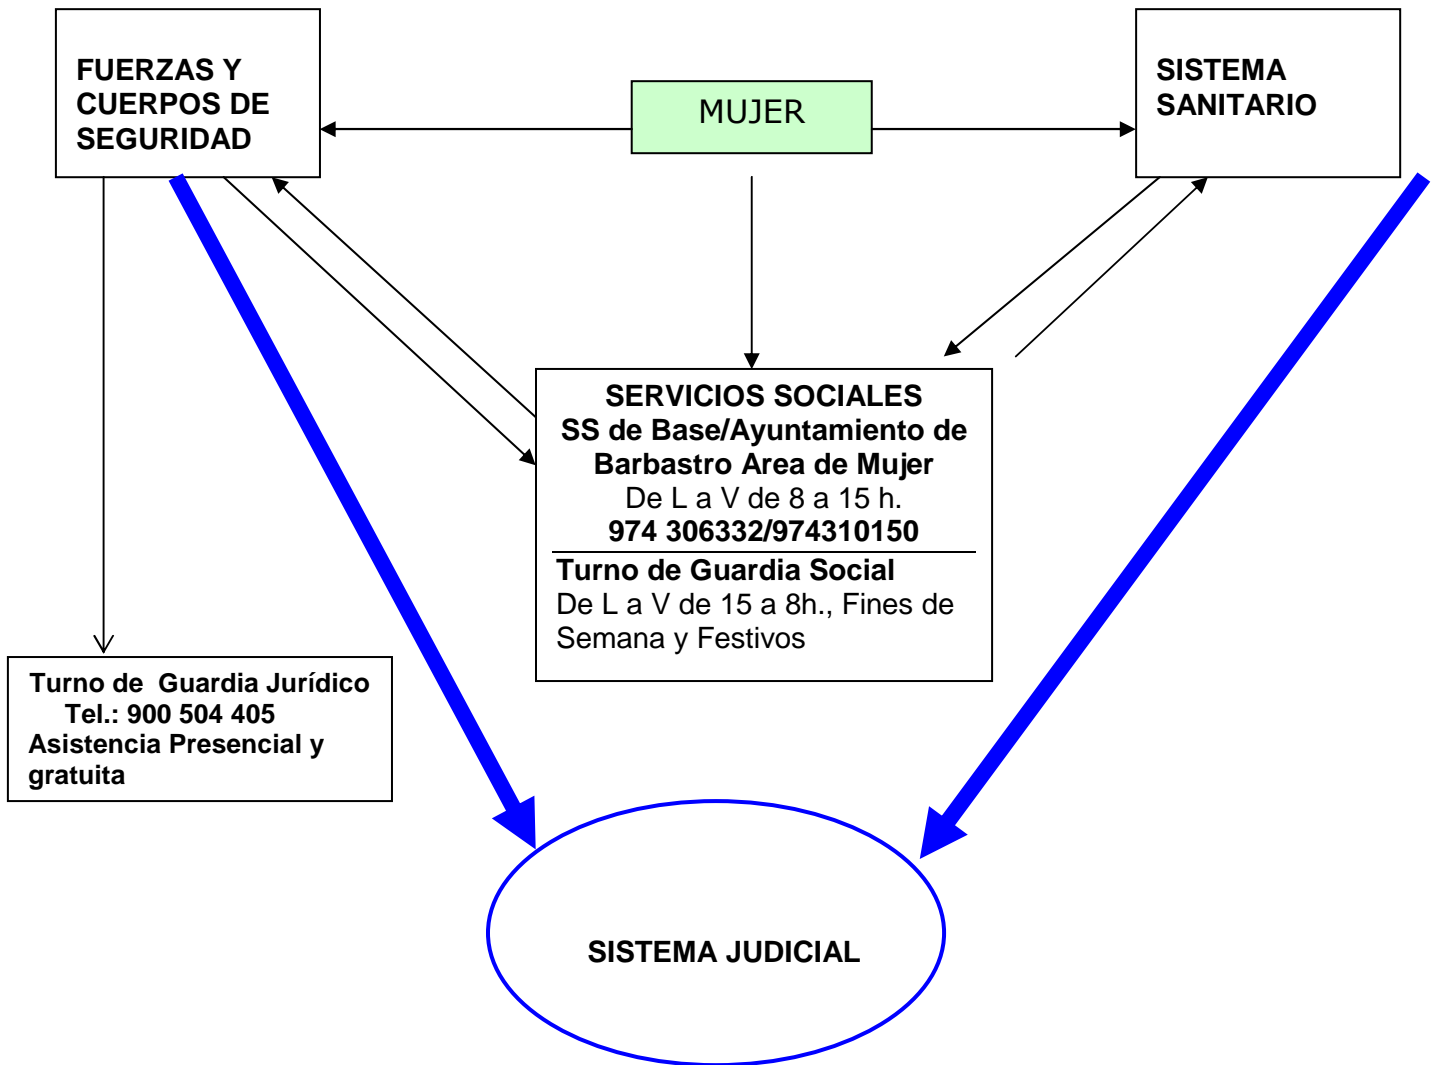 FUERZAS Y
CUERPOS DE
SEGURIDAD
MUJER
SISTEMA
SANITARIO
SERVICIOS SOCIALES
SS de Base/Ayuntamiento de
Barbastro Area de Mujer
De L a V de 8 a 15 h.
974 306332/974310150
Turno de Guardia Social
De L a V de 15 a 8h., Fines de
Semana y Festivos
Turno de  Guardia Jurídico
Tel.: 900 504 405
Asistencia Presencial y
gratuita
SISTEMA JUDICIAL